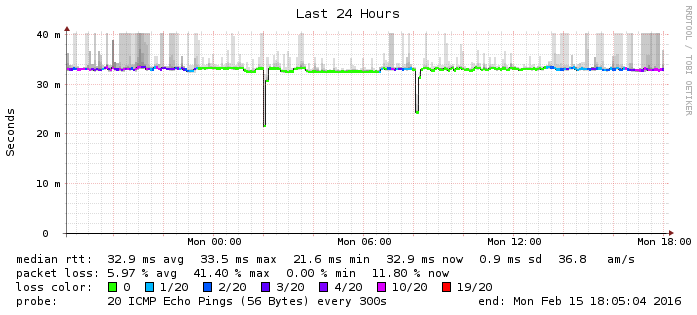 Last 24 Hours
RRDTOOL / TOBI OETIKER
Seconds
40 m
30 m
20 m
10 m
0
Mon 00:00 Mon 06:00 Mon 12:00 Mon 18:00
median rtt: 32.9 ms avg 33.5 ms max 21.6 ms min 32.9 ms now 0.9 ms sd 36.8 am/s
packet loss: 5.97 % avg 41.40 % max 0.00 % min 11.80 % now
loss color: 0 1/20 2/20 3/20 4/20 10/20 19/20
probe: 20 ICMP Echo Pings (56 Bytes) every 300s end: Mon Feb 15 18:05:04 2016